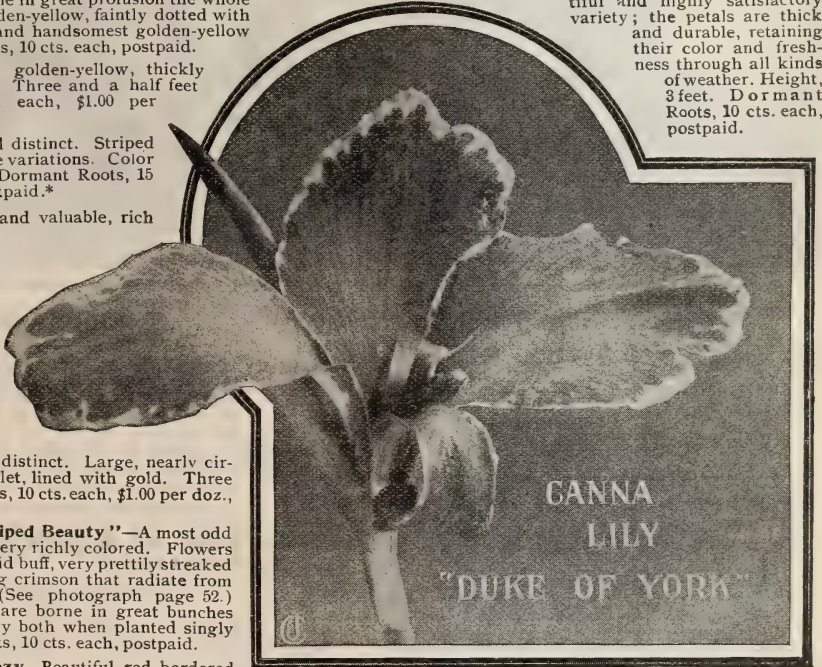 den-yellow, faintly dotted with
and handsomest golden-yellow
s, 10 cts. each, postpaid.
golden-yellow, thickly
Three and a half feet
each, $1.00 per
d distinct. Striped
e variations. Color
Dormant Roots, 15
tpaid.*
and valuable, rich
distinct. Large, nearly cir-
let, lined with gold. Three
s, 10 cts. each, $1.00 per doz.,
iped Beauty"—A most odd
ery richly colored. Flowers
id buff, very prettily streaked
g crimson that radiate from
(See photograph page 52.)
are borne in great bunches
y both when planted singly
s, 10 cts. each, postpaid.
tiful and highly satisfactory
variety; the petals are thick
and durable, retaining
their color and fresh-
ness through all kinds
of weather. Height,
3 feet. Dormant
Roots, 10 cts. each,
postpaid.
CANNA
LILY
"DUKE OF YORK"